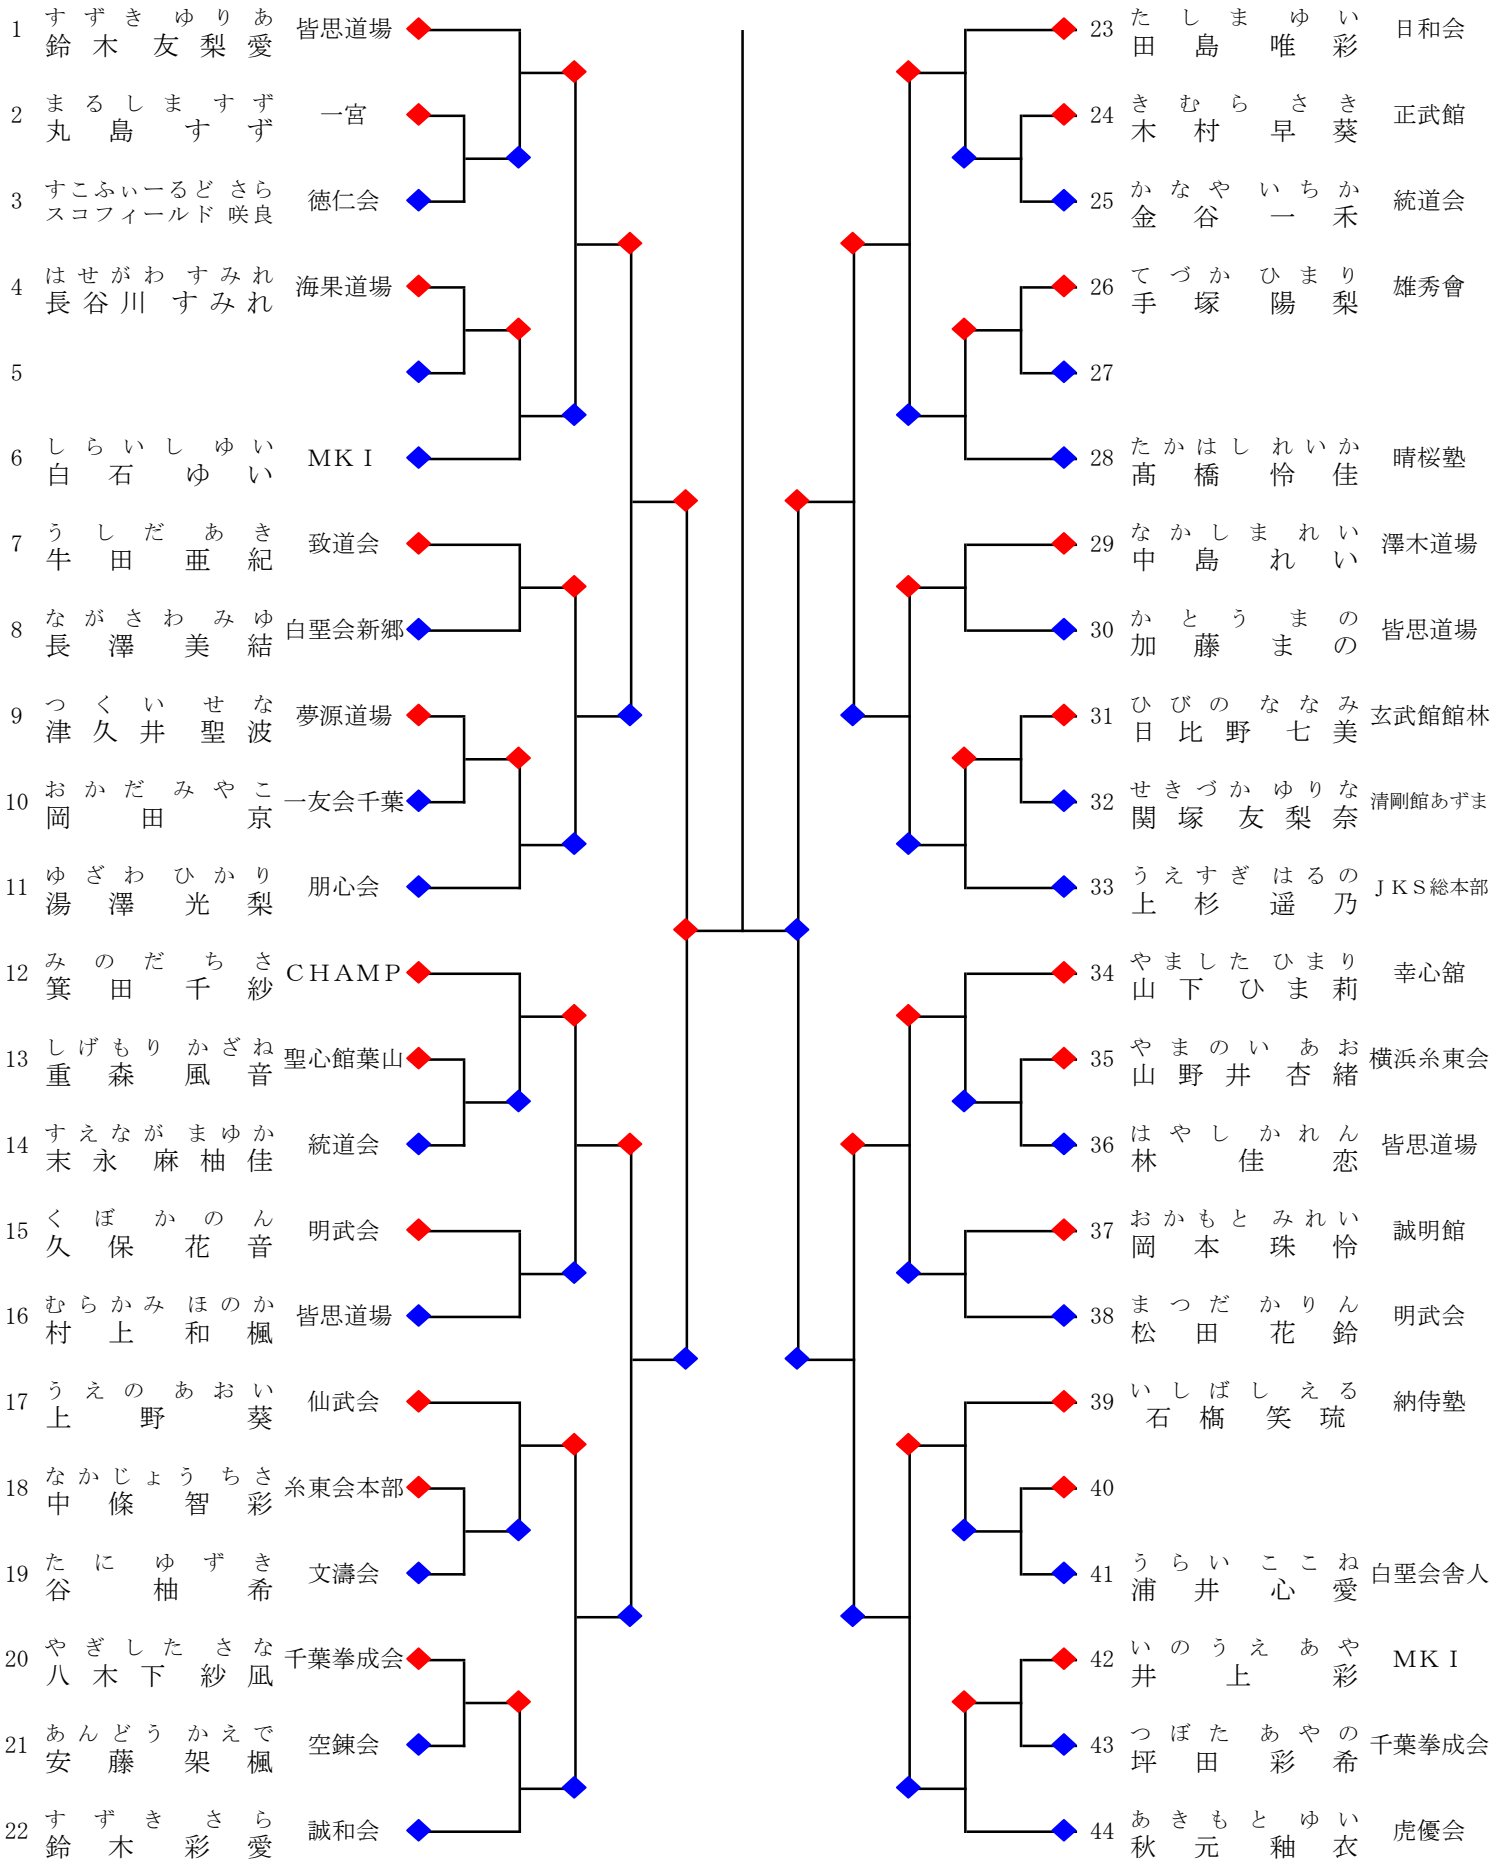 すずき ゆりあ
1 鈴木 友梨愛 皆思道場
まるしま すず
2 丸島 すず 一宮
すこふぃーるど さら
3 スコフィールド 咲良 徳仁会
はせがわ すみれ
4 長谷川 すみれ 海果道場
5
しらいし ゆい
6 白石 ゆい MKI
うしだ あき
7 牛田 亜紀 致道会
ながさわ みゆ
8 長澤 美結 白堊会新郷
つくい せな
9 津久井 聖波 夢源道場
おかだ みやこ
10 岡田 京 一友会千葉
ゆざわ ひかり
11 湯澤 光梨 朋心会
みのだ ちさ
12 箕田 千紗 CHAMP
しげもり かざね
13 重森 風音 聖心館葉山
すえなが まゆか
14 末永 麻柚佳 統道会
くぼ かのん
15 久保 花音 明武会
むらかみ ほのか
16 村上 和楓 皆思道場
うえの あおい
17 上野 葵 仙武会
なかじょう ちさ
18 中條 智彩 糸東会本部
たに ゆずき
19 谷 柚希 文濤会
やぎした さな
20 八木下 紗凪 千葉拳成会
あんどう かえで
21 安藤 架楓 空錬会
すずき さら
22 鈴木 彩愛 誠和会
たしま ゆい
23 田島 唯彩 日和会
きむら さき
24 木村 早葵 正武館
かなや いちか
25 金谷 一禾 統道会
てづか ひまり
26 手塚 陽梨 雄秀會
27
たかはし れいか
28 髙橋 怜佳 晴桜塾
なかしま れい
29 中島 れい 澤木道場
かとう まの
30 加藤 まの 皆思道場
ひびの ななみ
31 日比野 七美 玄武館館林
せきづか ゆりな
32 関塚 友梨奈 清剛館あずま
うえすぎ はるの
33 上杉 遥乃 JKS総本部
やました ひまり
34 山下 ひま莉 幸心舘
やまのい あお
35 山野井 杏緒 横浜糸東会
はやし かれん
36 林 佳恋 皆思道場
おかもと みれい
37 岡本 珠怜 誠明館
まつだ かりん
38 松田 花鈴 明武会
いしばし える
39 石𣘺 笑琉 納侍塾
40
うらい ここね
41 浦井 心愛 白堊会舎人
いのうえ あや
42 井上 彩 MKI
つぼた あやの
43 坪田 彩希 千葉拳成会
あきもと ゆい
44 秋元 釉衣 虎優会